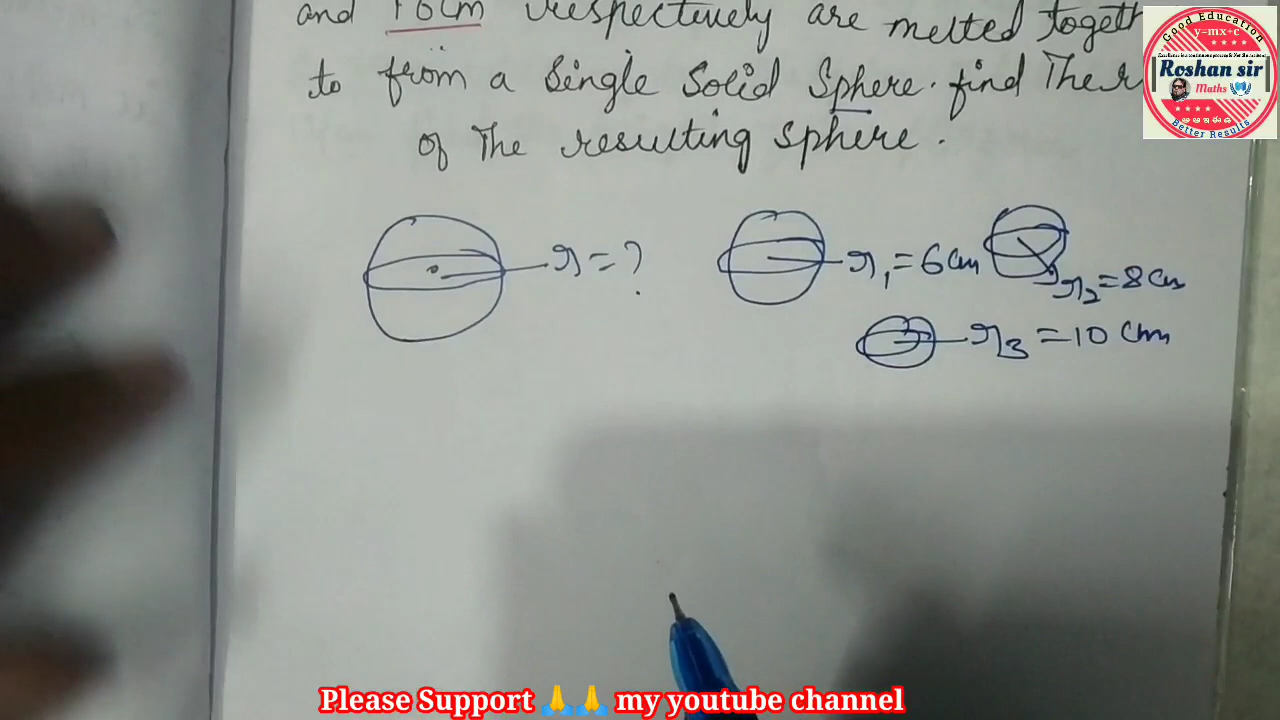 and 10cm respectively are melted togeth
to from a Single Solid Sphere. find The r
of The resulting sphere.
r = ?
r1 = 6cm
r2 = 8cm
r3 = 10 cm
Good Education
y=mx+c
Roshan sir
Maths
Better Results
Please Support 🙏🙏 my youtube channel